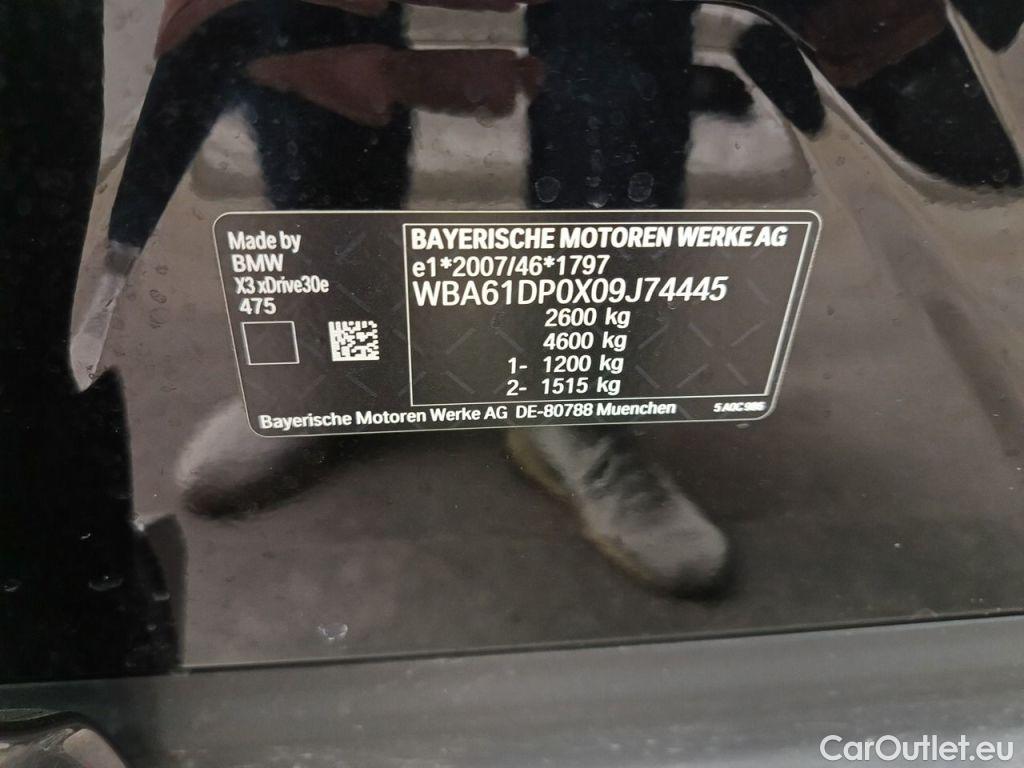 Made by
BMW
X3 xDrive30e
475
BAYERISCHE MOTOREN WERKE AG
e1*2007/46*1797
WBA61DP0X09J74445
2600 kg
4600 kg
1- 1200 kg
2- 1515 kg
Bayerische Motoren Werke AG DE-80788 Muenchen
5A0C986
CarOutlet.eu